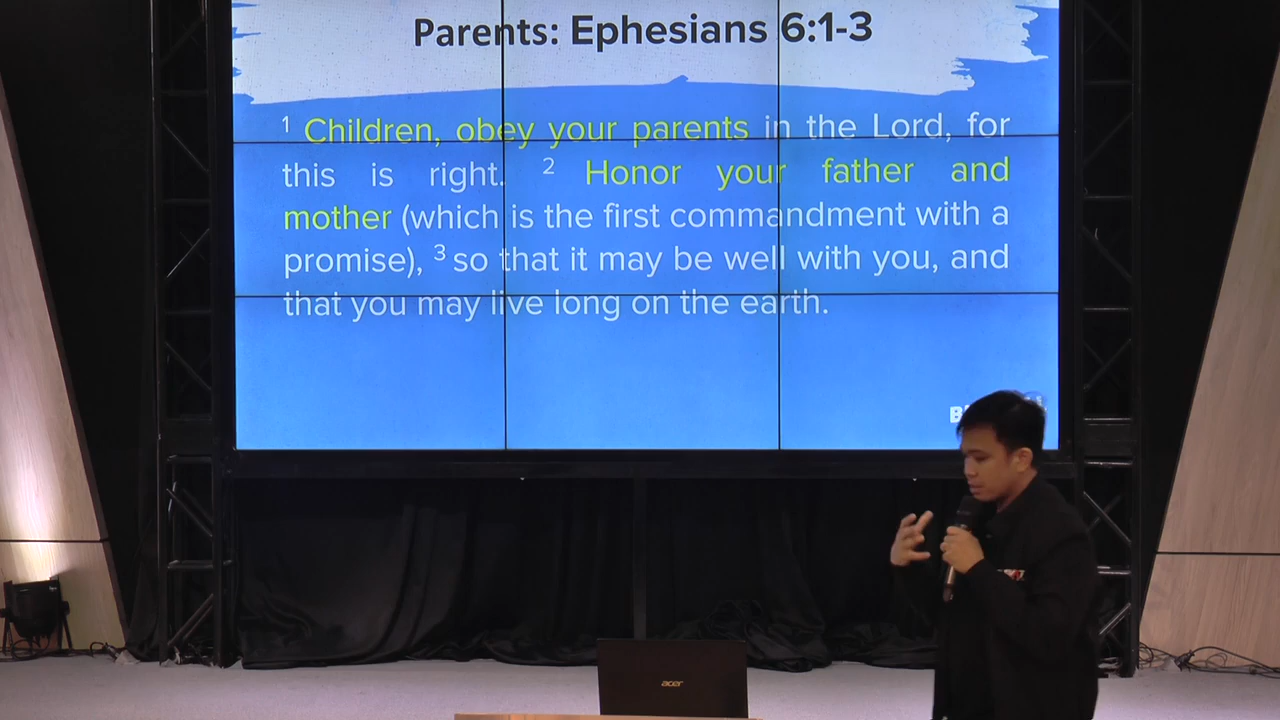 Parents: Ephesians 6:1-3
1 Children, obey your parents in the Lord, for
this is right. 2 Honor your father and
mother (which is the first commandment with a
promise), 3 so that it may be well with you, and
that you may live long on the earth.
acer